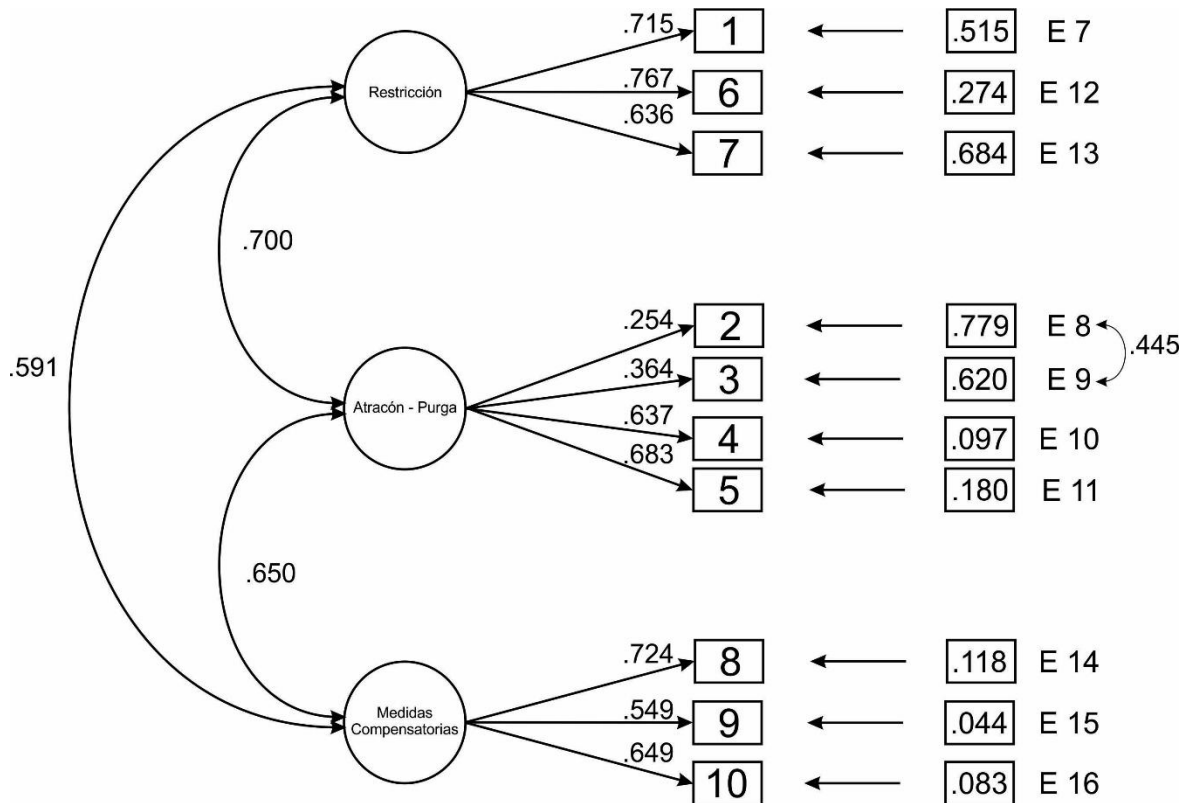 .715
1
.515
E 7
Restricción
.767
6
.274
E 12
.636
7
.684
E 13
.700
.591
.254
2
.779
E 8
.445
.364
3
.620
E 9
Atracón - Purga
.637
4
.097
E 10
.683
5
.180
E 11
.650
.724
8
.118
E 14
Medidas
Compensatorias
.549
9
.044
E 15
.649
10
.083
E 16